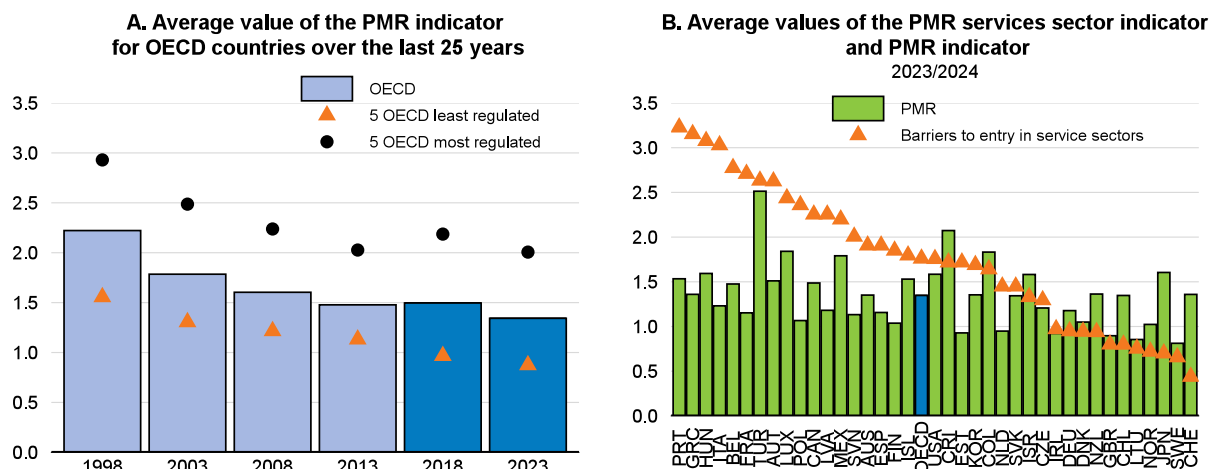 A. Average value of the PMR indicator
for OECD countries over the last 25 years
OECD
5 OECD least regulated
5 OECD most regulated
3.5
3.0
2.5
2.0
1.5
1.0
0.5
0.0
1998 2003 2008 2013 2018 2023
B. Average values of the PMR services sector indicator
and PMR indicator
2023/2024
PMR
Barriers to entry in service sectors
3.5
3.0
2.5
2.0
1.5
1.0
0.5
0.0
PRT GRC HUN ITA BEL FRA TUR AUT LUX POL CAN LVA MEX SVN AUS ESP FIN ISL OECD USA CRI EST KOR COL NLD SVK ISR CZE IRL DEU DNK NZL GBR CHL LTU NOR JPN SWE CHE